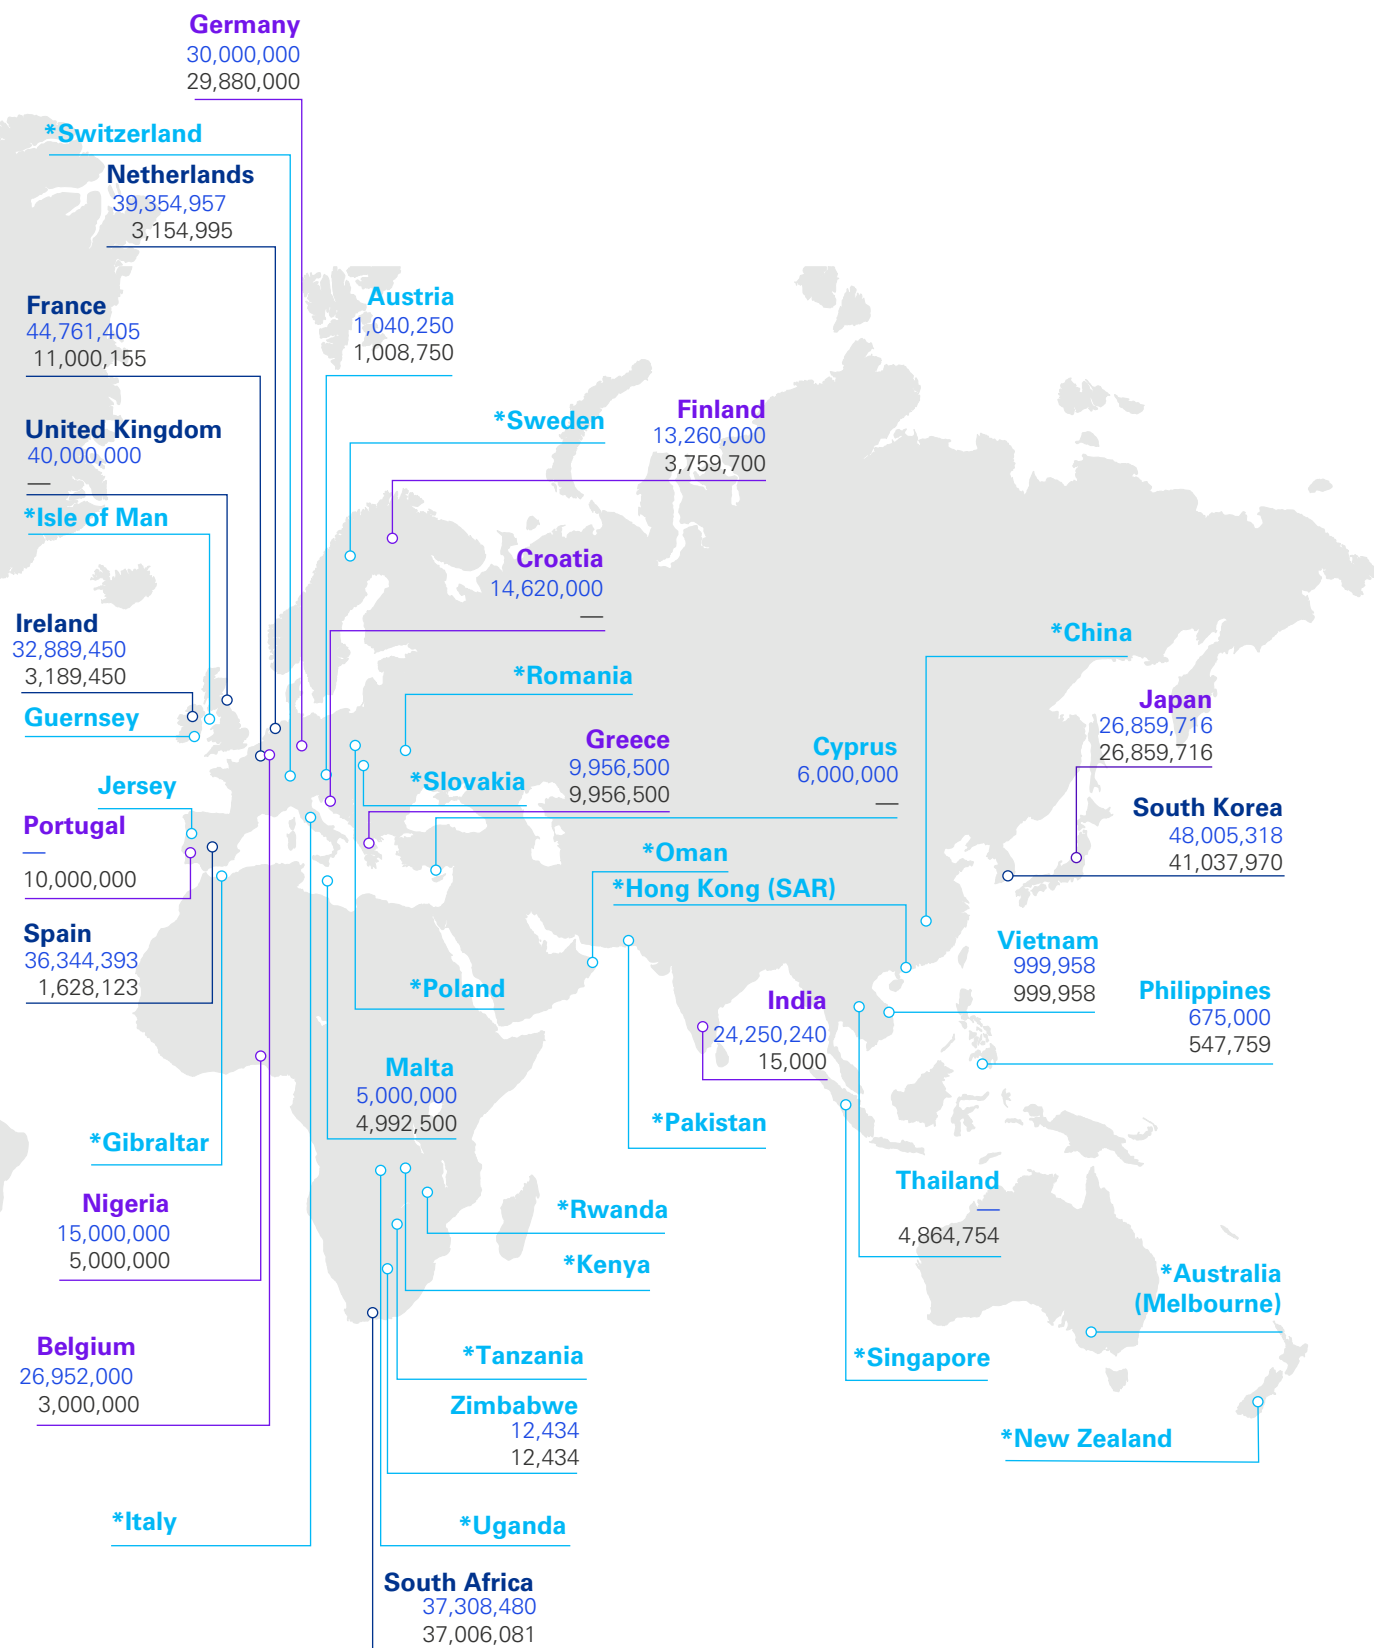 Germany
30,000,000
29,880,000
*Switzerland
Netherlands
39,354,957
3,154,995
France
44,761,405
11,000,155
Austria
1,040,250
1,008,750
United Kingdom
40,000,000
—
*Sweden
Finland
13,260,000
3,759,700
*Isle of Man
Croatia
14,620,000
—
Ireland
32,889,450
3,189,450
*China
*Romania
Guernsey
Japan
26,859,716
26,859,716
Greece
9,956,500
9,956,500
Cyprus
6,000,000
—
*Slovakia
Jersey
South Korea
48,005,318
41,037,970
Portugal
—
10,000,000
*Oman
*Hong Kong (SAR)
Spain
36,344,393
1,628,123
Vietnam
999,958
999,958
*Poland
India
24,250,240
15,000
Philippines
675,000
547,759
Malta
5,000,000
4,992,500
*Pakistan
*Gibraltar
Thailand
—
4,864,754
Nigeria
15,000,000
5,000,000
*Rwanda
*Kenya
*Australia
(Melbourne)
Belgium
26,952,000
3,000,000
*Tanzania
*Singapore
Zimbabwe
12,434
12,434
*New Zealand
*Italy
*Uganda
South Africa
37,308,480
37,006,081